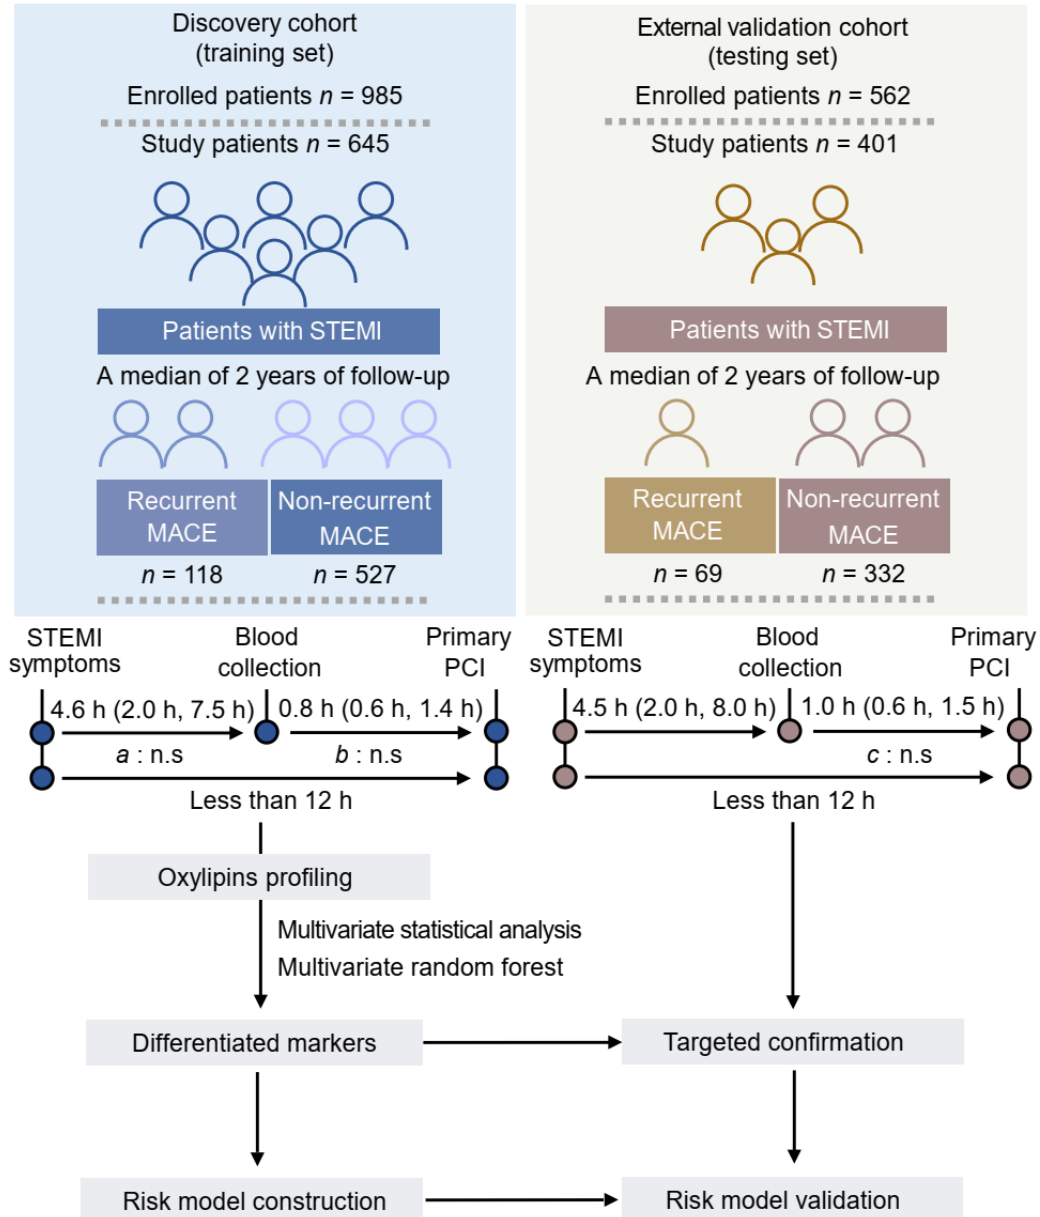 Discovery cohort
(training set)
Enrolled patients n = 985
Study patients n = 645
Patients with STEMI
A median of 2 years of follow-up
Recurrent
MACE
Non-recurrent
MACE
n = 118
n = 527
External validation cohort
(testing set)
Enrolled patients n = 562
Study patients n = 401
Patients with STEMI
A median of 2 years of follow-up
Recurrent
MACE
Non-recurrent
MACE
n = 69
n = 332
STEMI
symptoms
Blood
collection
Primary
PCI
4.6 h (2.0 h, 7.5 h)
0.8 h (0.6 h, 1.4 h)
a : n.s
b : n.s
Less than 12 h
STEMI
symptoms
Blood
collection
Primary
PCI
4.5 h (2.0 h, 8.0 h)
1.0 h (0.6 h, 1.5 h)
c : n.s
Less than 12 h
Oxylipins profiling
Multivariate statistical analysis
Multivariate random forest
Differentiated markers
Targeted confirmation
Risk model construction
Risk model validation